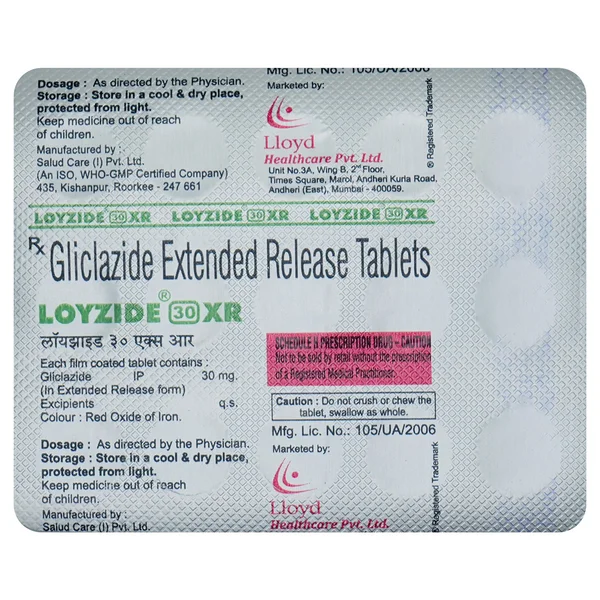 Dosage : As directed by the Physician.
Storage : Store in a cool & dry place,
protected from light.
Keep medicine out of reach
of children.
Manufactured by :
Salud Care (I) Pvt. Ltd.
(An ISO, WHO-GMP Certified Company)
435, Kishanpur, Roorkee - 247 661
Mfg. Lic. No.: 105/UA/2006
Marketed by:
Lloyd
Healthcare Pvt. Ltd.
Unit No.3A, Wing B, 2nd Floor,
Times Square, Marol, Andheri Kurla Road,
Andheri (East), Mumbai - 400059.
® Registered Trademark
LOYZIDE 30 XR LOYZIDE 30 XR LOYZIDE 30 XR
Rx Gliclazide Extended Release Tablets
LOYZIDE® 30 XR
लॉयझाइड ३० एक्स आर
Each film coated tablet contains :
Gliclazide IP 30 mg.
(In Extended Release form)
Excipients q.s.
Colour : Red Oxide of Iron.
SCHEDULE H PRESCRIPTION DRUG - CAUTION
Not to be sold by retail without the prescription
of a Registered Medical Practitioner.
Caution : Do not crush or chew the
tablet, swallow as whole.
Dosage : As directed by the Physician.
Storage : Store in a cool & dry place,
protected from light.
Keep medicine out of reach
of children.
Manufactured by :
Salud Care (I) Pvt. Ltd.
Mfg. Lic. No.: 105/UA/2006
Marketed by:
Lloyd
Healthcare Pvt. Ltd.
® Registered Trademark